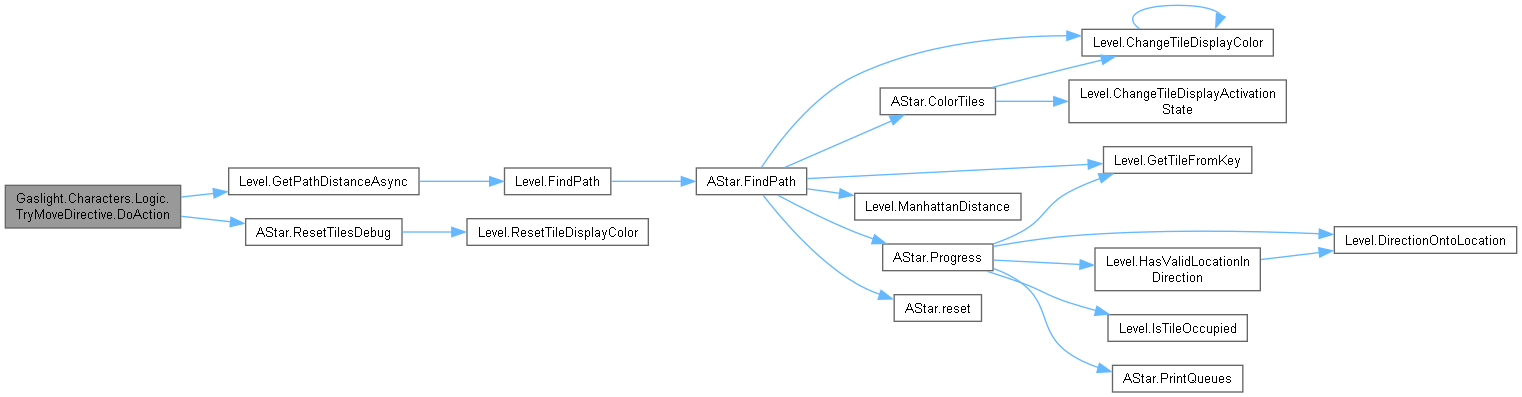 Gaslight.Characters.Logic.
TryMoveDirective.DoAction
Level.GetPathDistanceAsync
AStar.ResetTilesDebug
Level.FindPath
Level.ResetTileDisplayColor
AStar.FindPath
AStar.ColorTiles
Level.ManhattanDistance
AStar.Progress
AStar.reset
Level.ChangeTileDisplayColor
Level.ChangeTileDisplayActivation
State
Level.GetTileFromKey
Level.HasValidLocationIn
Direction
Level.IsTileOccupied
AStar.PrintQueues
Level.DirectionOntoLocation